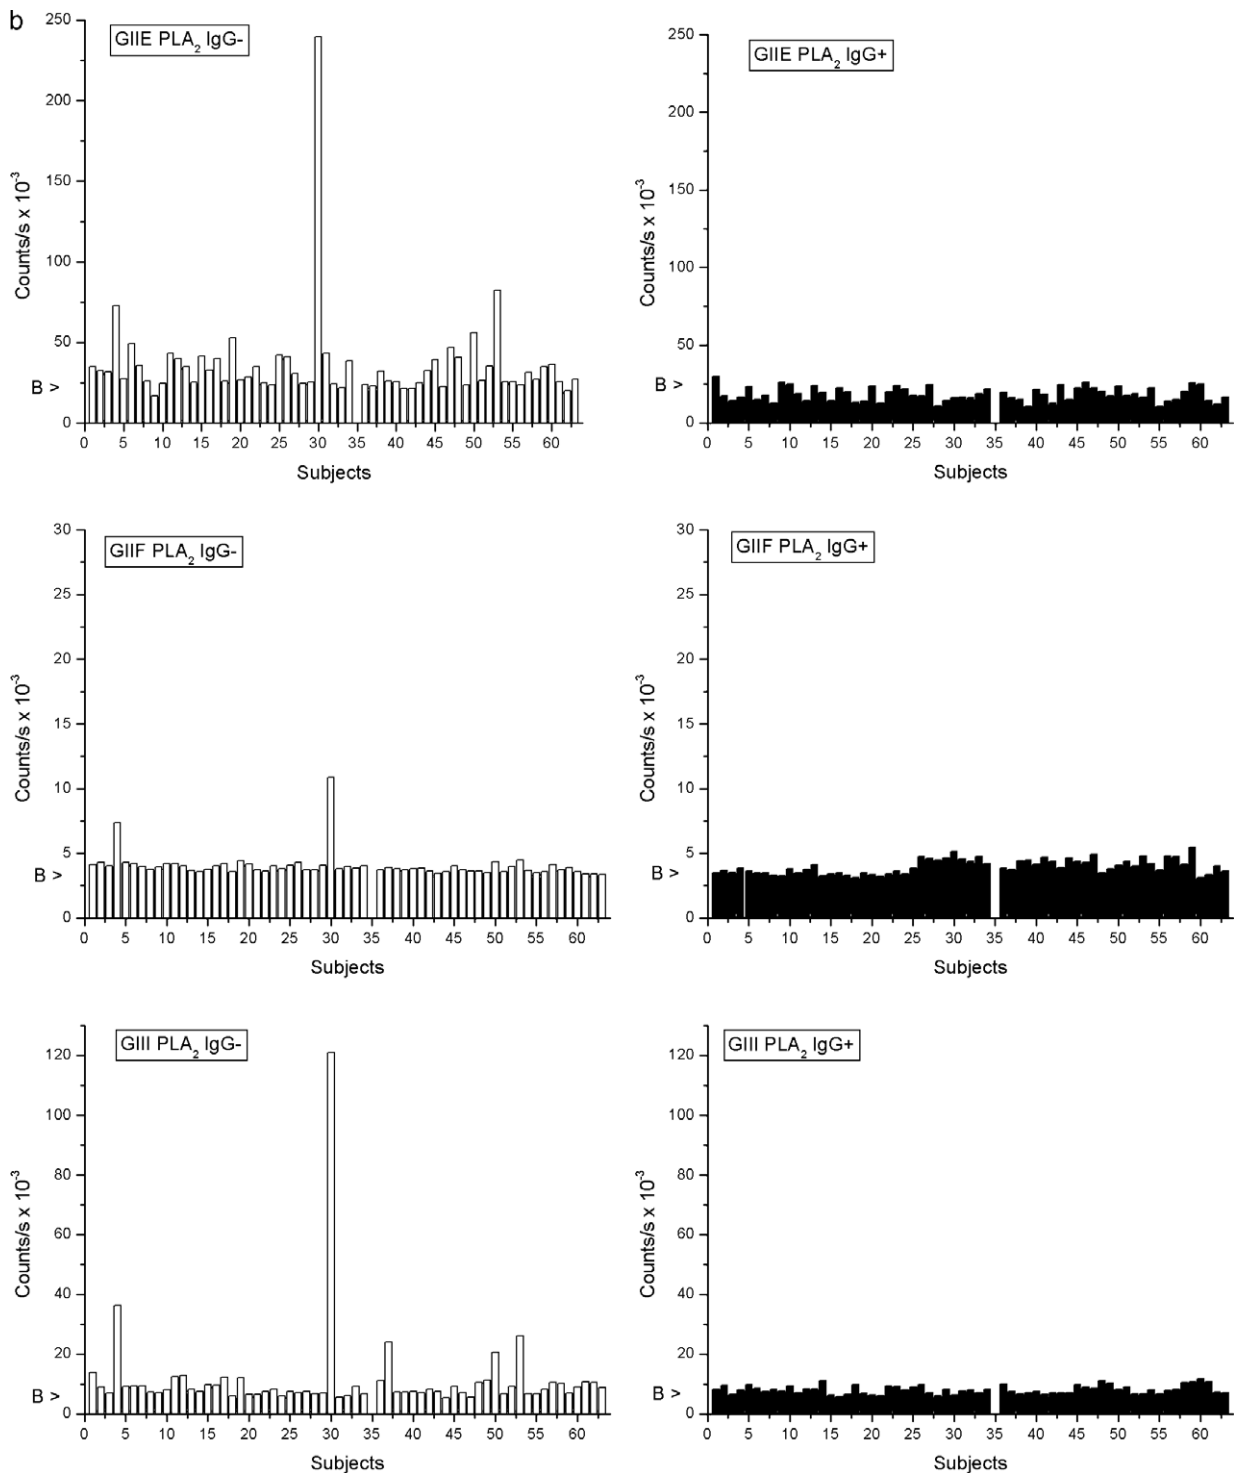 b
GIIE PLA₂ IgG-
Counts/s x 10⁻³
250
200
150
100
50
B >
0
0 5 10 15 20 25 30 35 40 45 50 55 60
Subjects
GIIE PLA₂ IgG+
Counts/s x 10⁻³
250
200
150
100
B >
50
0
0 5 10 15 20 25 30 35 40 45 50 55 60
Subjects
GIIF PLA₂ IgG-
Counts/s x 10⁻³
30
25
20
15
10
5
B >
0
0 5 10 15 20 25 30 35 40 45 50 55 60
Subjects
GIIF PLA₂ IgG+
Counts/s x 10⁻³
30
25
20
15
10
5
B >
0
0 5 10 15 20 25 30 35 40 45 50 55 60
Subjects
GIII PLA₂ IgG-
Counts/s x 10⁻³
120
100
80
60
40
20
B >
0
0 5 10 15 20 25 30 35 40 45 50 55 60
Subjects
GIII PLA₂ IgG+
Counts/s x 10⁻³
120
100
80
60
40
20
B >
0
0 5 10 15 20 25 30 35 40 45 50 55 60
Subjects